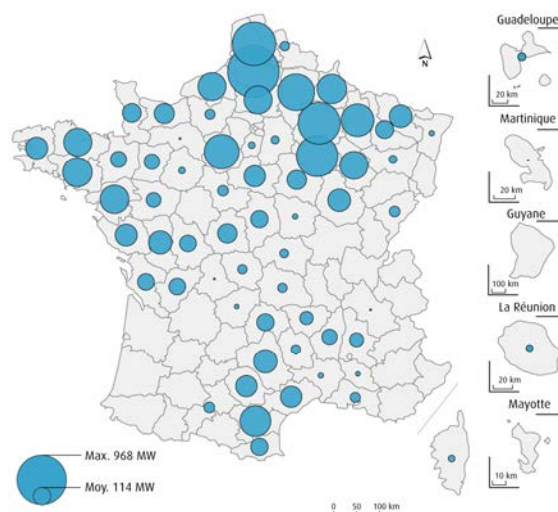 Guadeloupe
20 km
N
Martinique
20 km
Guyane
100 km
La Réunion
20 km
Mayotte
10 km
Max. 968 MW
Moy. 114 MW
0 50 100 km